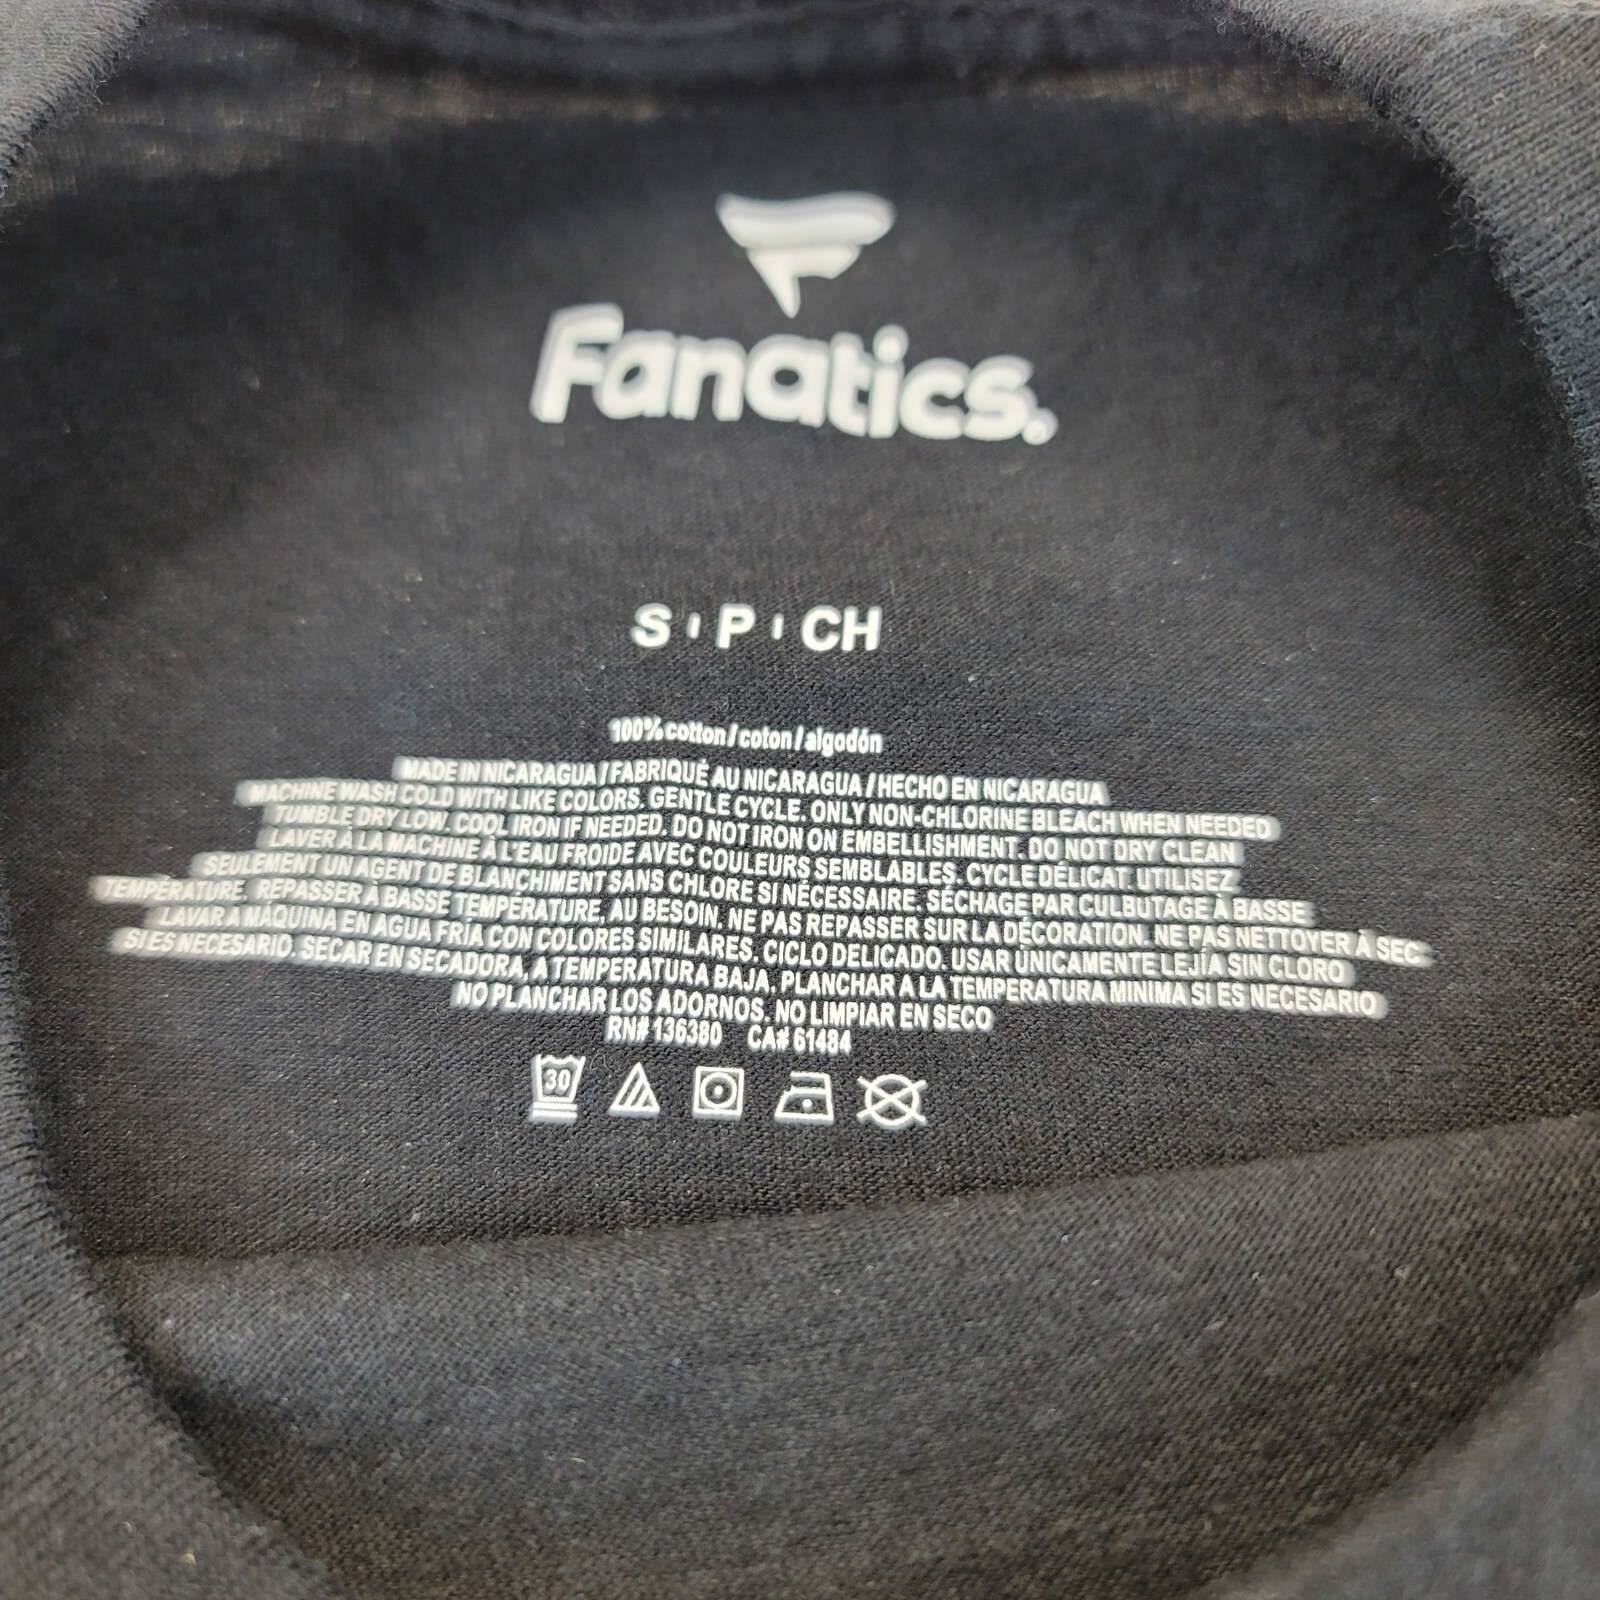 Fanatics.
S | P | CH
100% cotton / coton / algodón
MADE IN NICARAGUA / FABRIQUÉ AU NICARAGUA / HECHO EN NICARAGUA
MACHINE WASH COLD WITH LIKE COLORS. GENTLE CYCLE. ONLY NON-CHLORINE BLEACH WHEN NEEDED
TUMBLE DRY LOW. COOL IRON IF NEEDED. DO NOT IRON ON EMBELLISHMENT. DO NOT DRY CLEAN
LAVER À LA MACHINE À L'EAU FROIDE AVEC COULEURS SEMBLABLES. CYCLE DÉLICAT. UTILISEZ
SEULEMENT UN AGENT DE BLANCHIMENT SANS CHLORE SI NÉCESSAIRE. SÉCHAGE PAR CULBUTAGE À BASSE
TEMPÉRATURE. REPASSER À BASSE TEMPÉRATURE, AU BESOIN. NE PAS REPASSER SUR LA DÉCORATION. NE PAS NETTOYER À SEC
LAVAR A MÁQUINA EN AGUA FRIA CON COLORES SIMILARES. CICLO DELICADO. USAR ÚNICAMENTE LEJÍA SIN CLORO
SI ES NECESARIO. SECAR EN SECADORA, A TEMPERATURA BAJA. PLANCHAR A LA TEMPERATURA MINIMA SI ES NECESARIO
NO PLANCHAR LOS ADORNOS. NO LIMPIAR EN SECO
RN# 136380 CA# 61484
30